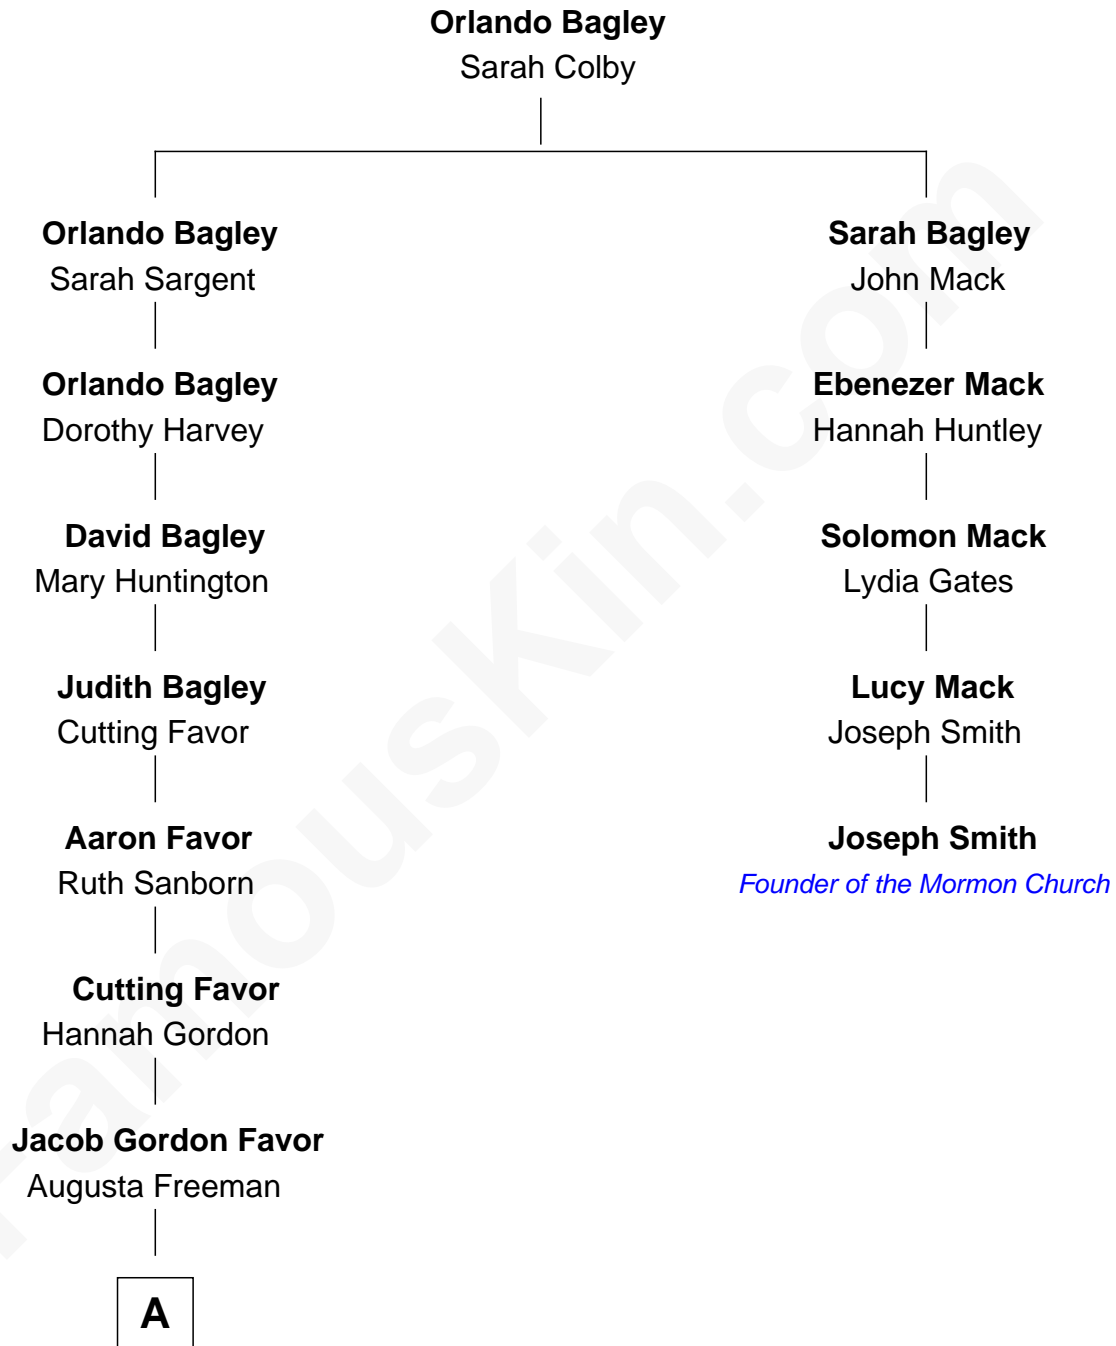 Orlando Bagley
Sarah Colby
Orlando Bagley
Sarah Sargent
Sarah Bagley
John Mack
Orlando Bagley
Dorothy Harvey
Ebenezer Mack
Hannah Huntley
David Bagley
Mary Huntington
Solomon Mack
Lydia Gates
Judith Bagley
Cutting Favor
Lucy Mack
Joseph Smith
Aaron Favor
Ruth Sanborn
Joseph Smith
Founder of the Mormon Church
Cutting Favor
Hannah Gordon
Jacob Gordon Favor
Augusta Freeman
A
FamousKin.com